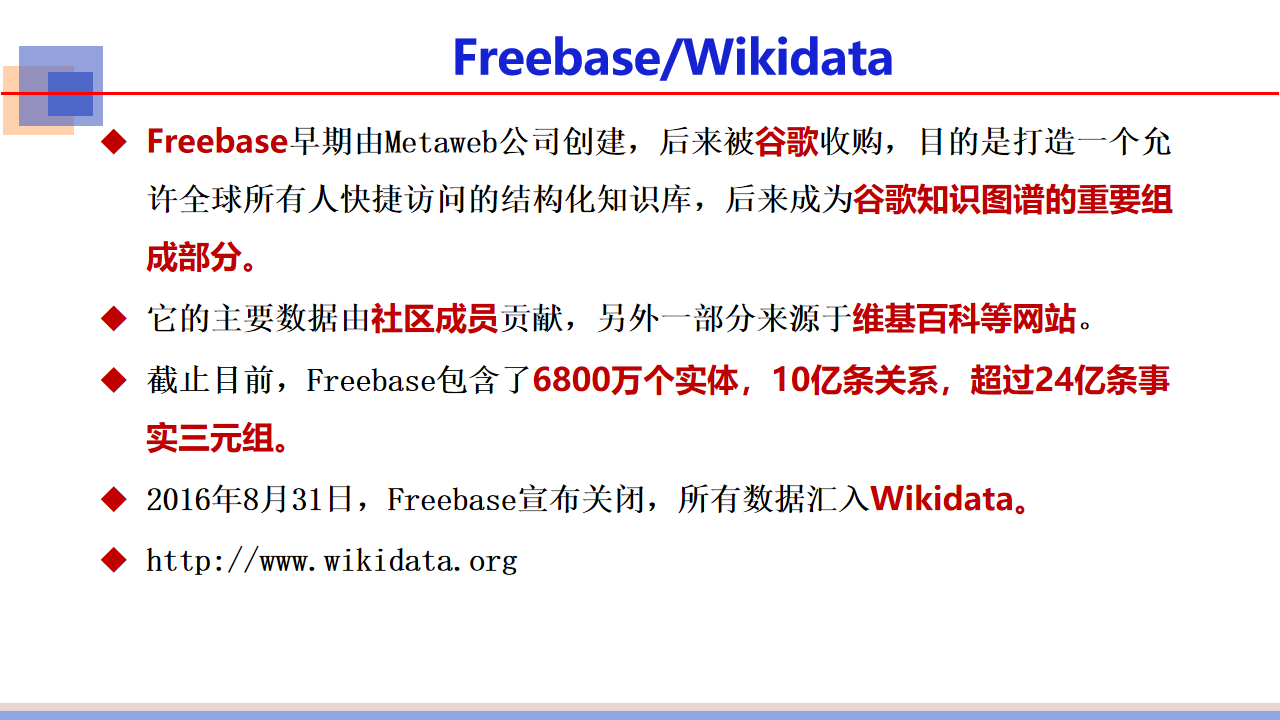 Freebase/Wikidata
Freebase早期由Metaweb公司创建，后来被谷歌收购，目的是打造一个允
许全球所有人快捷访问的结构化知识库，后来成为谷歌知识图谱的重要组
成部分。
它的主要数据由社区成员贡献，另外一部分来源于维基百科等网站。
截止目前，Freebase包含了6800万个实体，10亿条关系，超过24亿条事
实三元组。
2016年8月31日，Freebase宣布关闭，所有数据汇入Wikidata。
http://www.wikidata.org